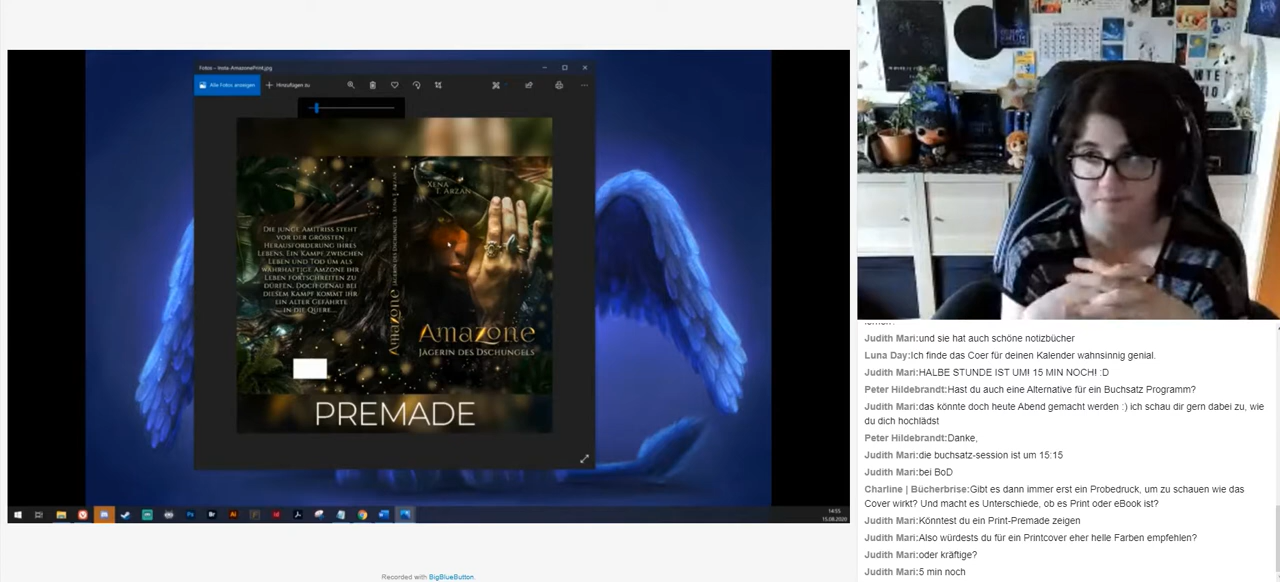 Fotos - Insta-AmazonePrint.png
Alle Fotos anzeigen
Hinzufügen zu
XENA
T. ARZAN
DIE JUNGE AMITRISS STEHT
VOR DER GRÖSSTEN
HERAUSFORDERUNG IHRES
LEBENS. EIN KAMPF ZWISCHEN
LEBEN UND TOD UM ALS
WAHRHAFTIGE AMZONE IHR
LEBEN FORTSCHREITEN ZU
DÜRFEN. DOCH GENAU BEI
DIESEM KAMPF KOMMT IHR
EIN ALTER GEFÄHRTE
IN DIE QUERE...
AMAZONE JÄGERIN DES DSCHUNGELS XENA T. ARZAN
AMAZONE
JÄGERIN DES DSCHUNGELS
PREMADE
14:55
15.08.2020
Recorded with BigBlueButton.
Judith Mari:und sie hat auch schöne notizbücher
Luna Day:Ich finde das Coer für deinen Kalender wahnsinnig genial.
Judith Mari:HALBE STUNDE IST UM! 15 MIN NOCH! :D
Peter Hildebrandt:Hast du auch eine Alternative für ein Buchsatz Programm?
Judith Mari:das könnte doch heute Abend gemacht werden :) ich schau dir gern dabei zu, wie
du dich hochlädst
Peter Hildebrandt:Danke,
Judith Mari:die buchsatz-session ist um 15:15
Judith Mari:bei BoD
Charline | Bücherbrise:Gibt es dann immer erst ein Probedruck, um zu schauen wie das
Cover wirkt? Und macht es Unterschiede, ob es Print oder eBook ist?
Judith Mari:Könntest du ein Print-Premade zeigen
Judith Mari:Also würdests du für ein Printcover eher helle Farben empfehlen?
Judith Mari:oder kräftige?
Judith Mari:5 min noch